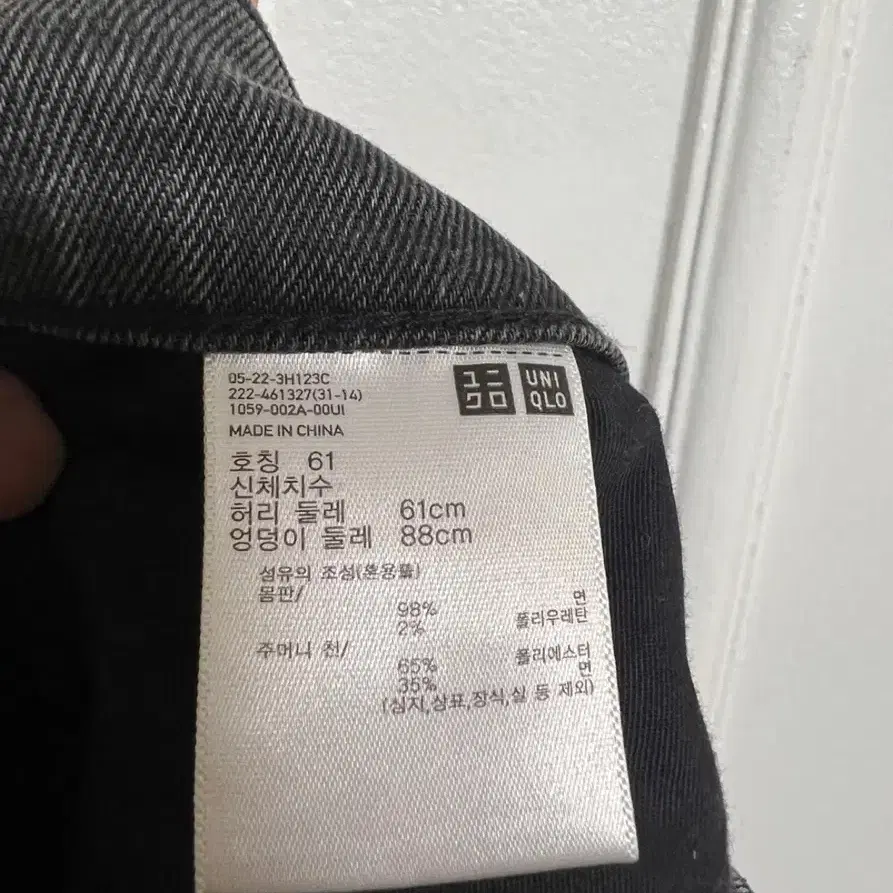 05-22-3H123C
222-461327(31-14)
1059-002A-00UI
MADE IN CHINA
ユニ
クロ
UNI
QLO
호칭 61
신체치수
허리 둘레 61cm
엉덩이 둘레 88cm
섬유의 조성(혼용률)
몸판/
98% 면
2% 폴리우레탄
주머니 천/
65% 폴리에스터
35% 면
(심지,상표,장식,실 등 제외)